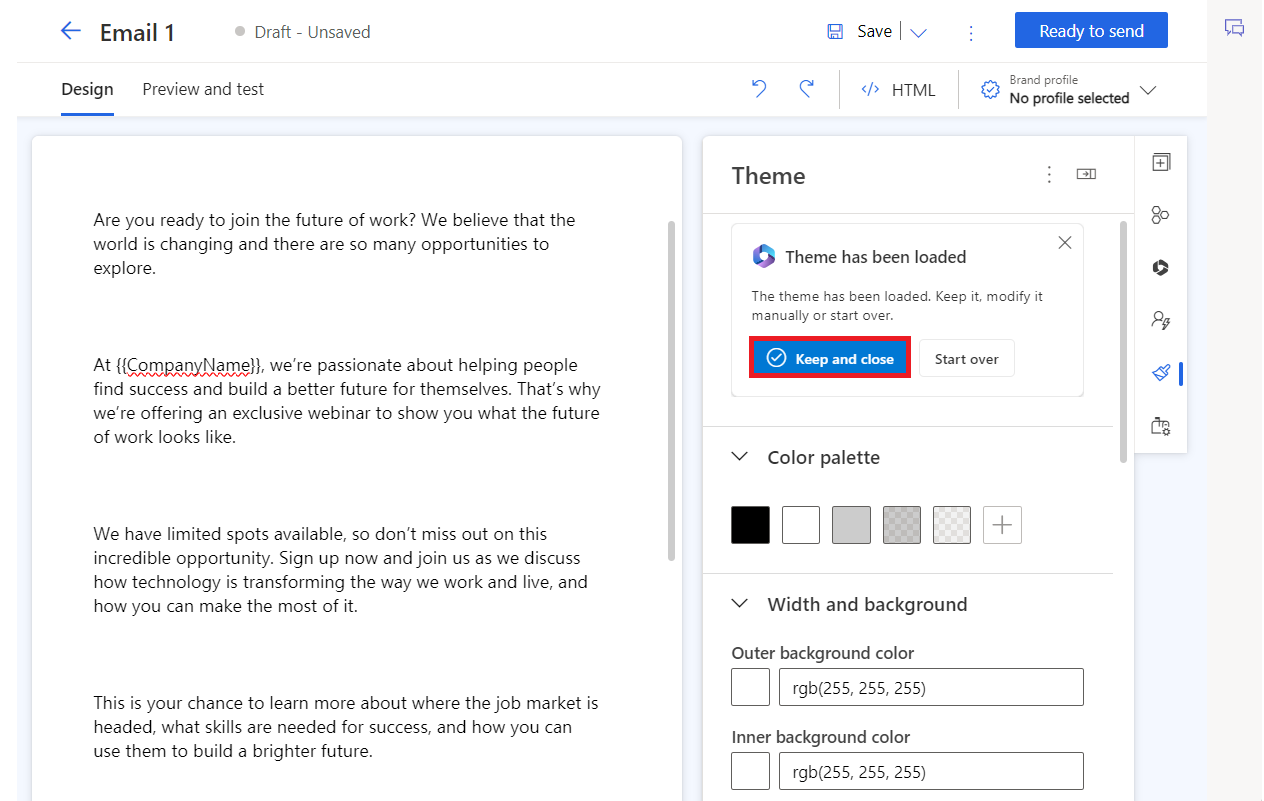 Email 1
Draft - Unsaved
Save
Ready to send
Design
Preview and test
</> HTML
Brand profile
No profile selected
Are you ready to join the future of work? We believe that the
world is changing and there are so many opportunities to
explore.
At {{CompanyName}}, we’re passionate about helping people
find success and build a better future for themselves. That’s why
we’re offering an exclusive webinar to show you what the future
of work looks like.
We have limited spots available, so don’t miss out on this
incredible opportunity. Sign up now and join us as we discuss
how technology is transforming the way we work and live, and
how you can make the most of it.
This is your chance to learn more about where the job market is
headed, what skills are needed for success, and how you can
use them to build a brighter future.
Theme
Theme has been loaded
The theme has been loaded. Keep it, modify it
manually or start over.
Keep and close
Start over
Color palette
Width and background
Outer background color
rgb(255, 255, 255)
Inner background color
rgb(255, 255, 255)